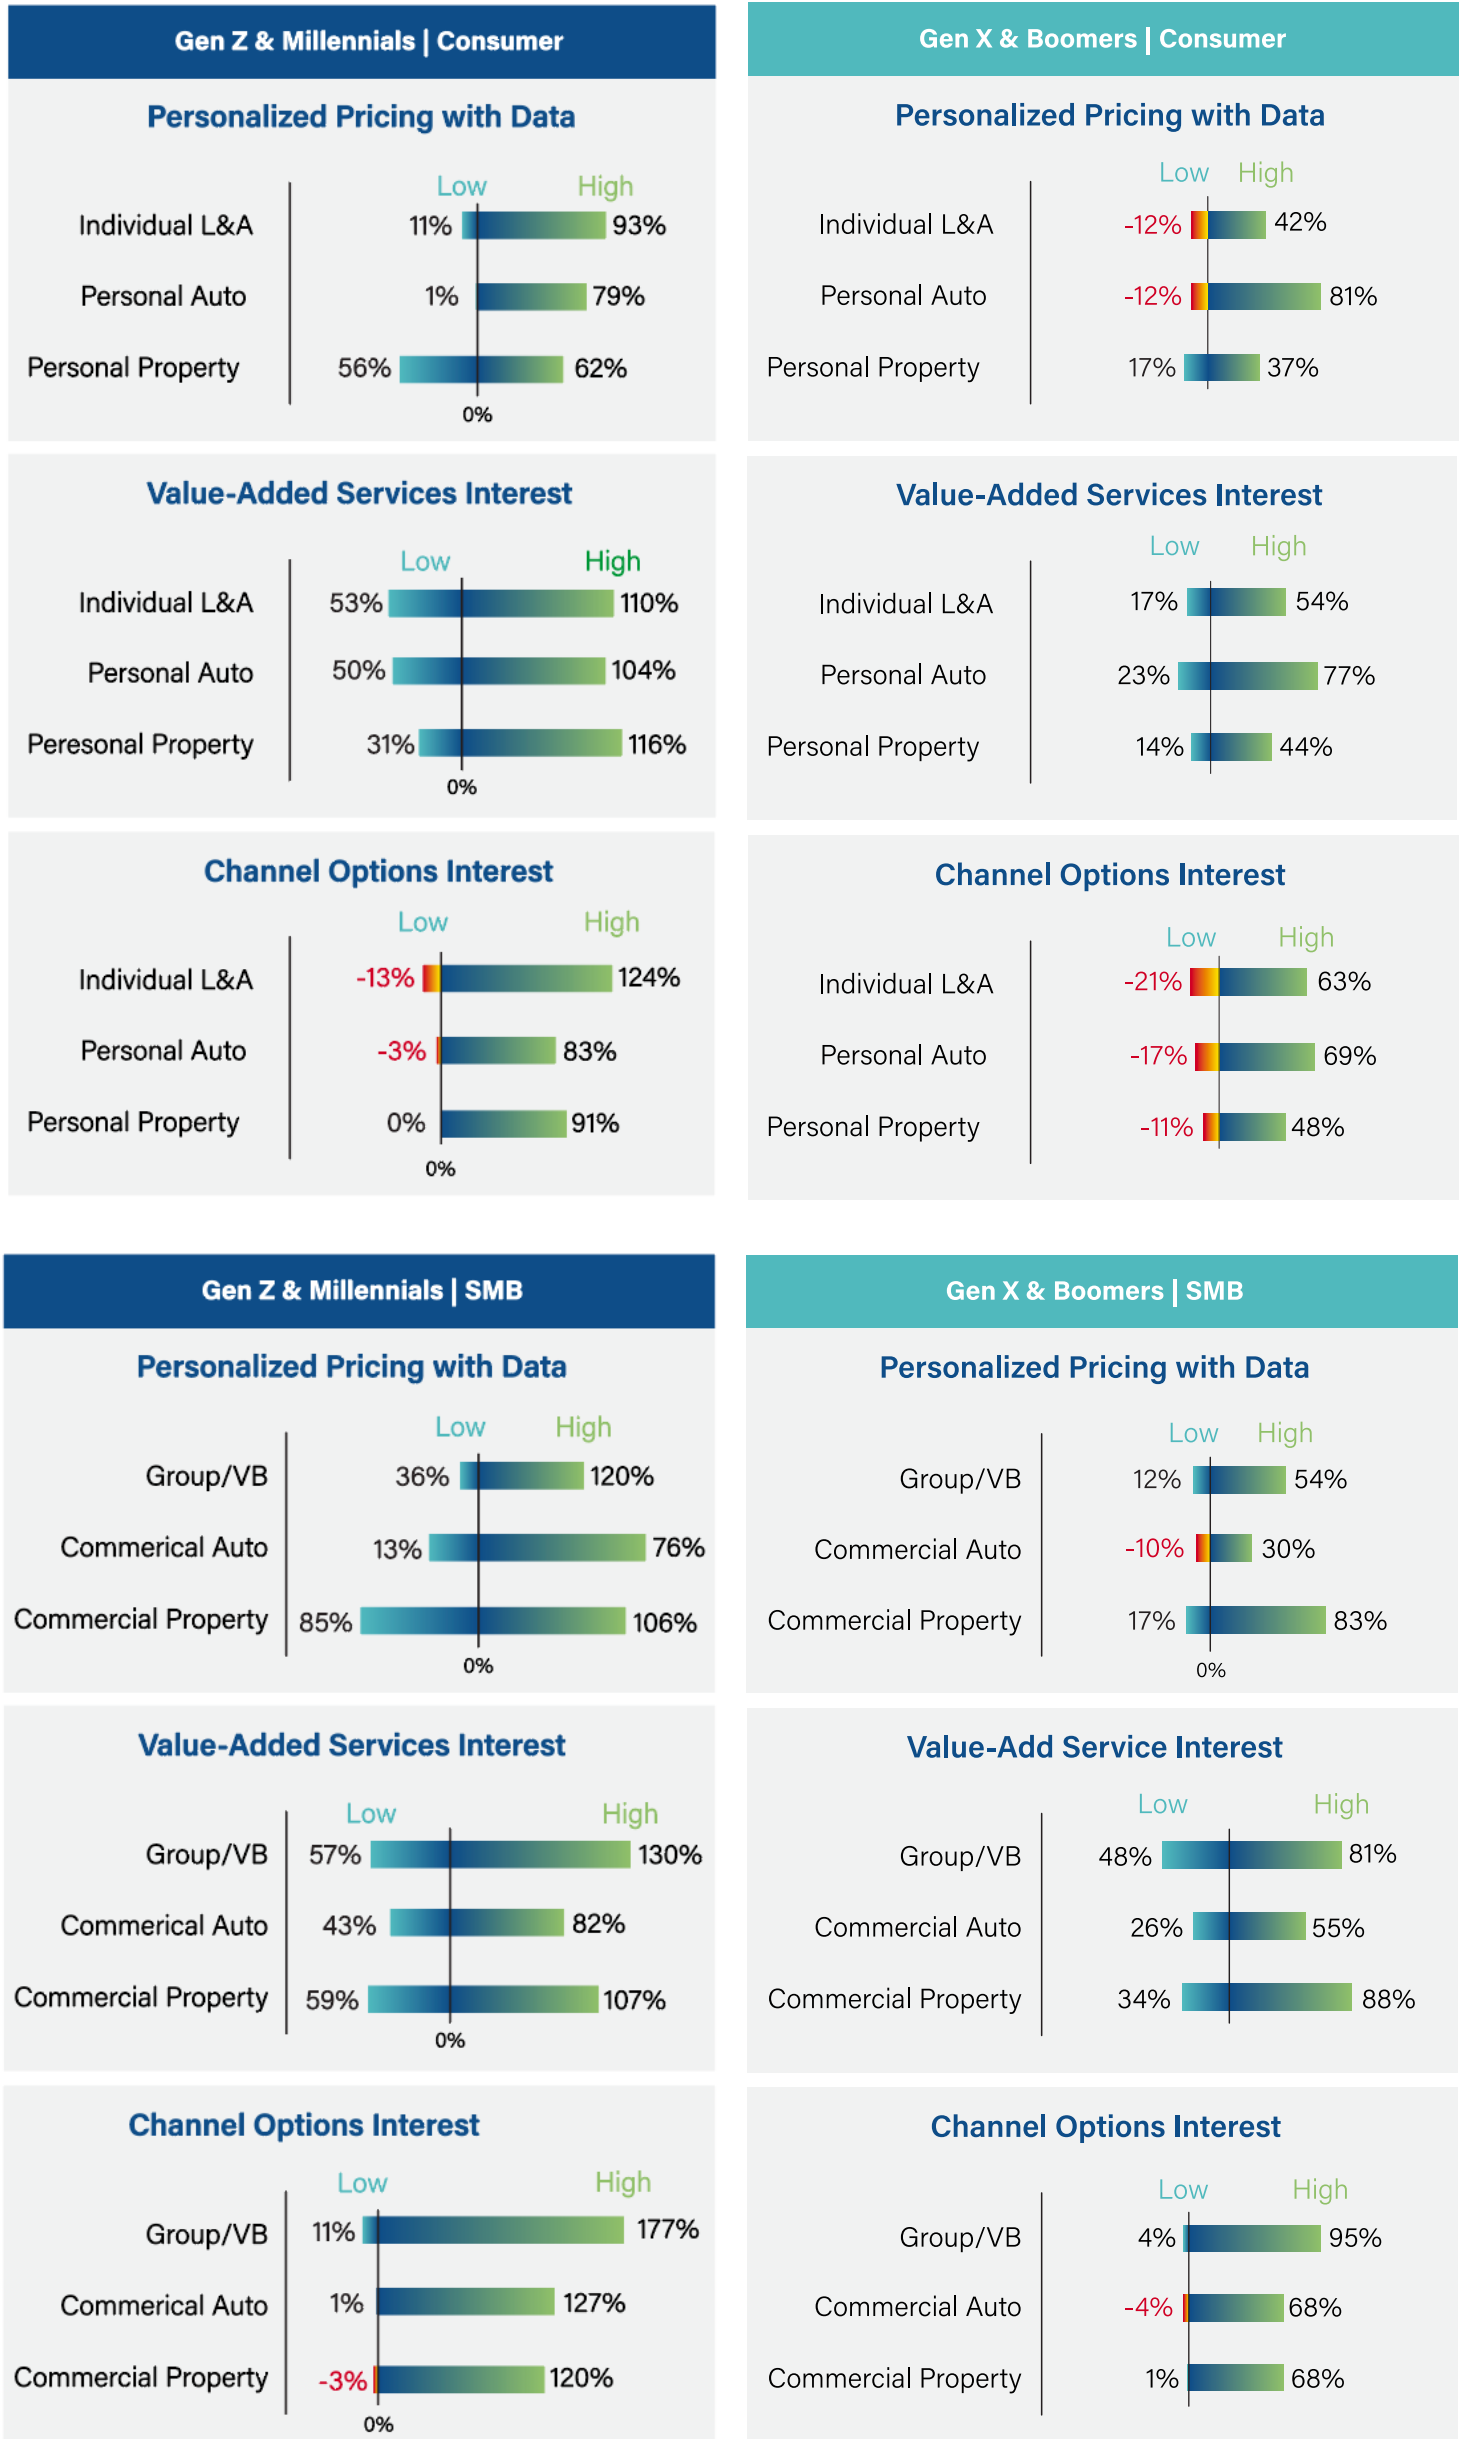 Gen Z & Millennials | Consumer
Personalized Pricing with Data
Low High
Individual L&A 11% 93%
Personal Auto 1% 79%
Personal Property 56% 62%
0%
Value-Added Services Interest
Low High
Individual L&A 53% 110%
Personal Auto 50% 104%
Peresonal Property 31% 116%
0%
Channel Options Interest
Low High
Individual L&A -13% 124%
Personal Auto -3% 83%
Personal Property 0% 91%
0%
Gen X & Boomers | Consumer
Personalized Pricing with Data
Low High
Individual L&A -12% 42%
Personal Auto -12% 81%
Personal Property 17% 37%
Value-Added Services Interest
Low High
Individual L&A 17% 54%
Personal Auto 23% 77%
Personal Property 14% 44%
Channel Options Interest
Low High
Individual L&A -21% 63%
Personal Auto -17% 69%
Personal Property -11% 48%
Gen Z & Millennials | SMB
Personalized Pricing with Data
Low High
Group/VB 36% 120%
Commerical Auto 13% 76%
Commercial Property 85% 106%
0%
Value-Added Services Interest
Low High
Group/VB 57% 130%
Commerical Auto 43% 82%
Commercial Property 59% 107%
0%
Channel Options Interest
Low High
Group/VB 11% 177%
Commerical Auto 1% 127%
Commercial Property -3% 120%
0%
Gen X & Boomers | SMB
Personalized Pricing with Data
Low High
Group/VB 12% 54%
Commercial Auto -10% 30%
Commercial Property 17% 83%
0%
Value-Add Service Interest
Low High
Group/VB 48% 81%
Commercial Auto 26% 55%
Commercial Property 34% 88%
Channel Options Interest
Low High
Group/VB 4% 95%
Commercial Auto -4% 68%
Commercial Property 1% 68%